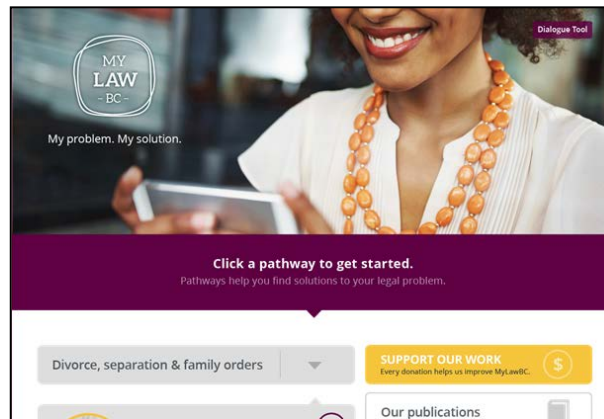 Dialogue Tool
MY
LAW
- BC -
My problem. My solution.
Click a pathway to get started.
Pathways help you find solutions to your legal problem.
Divorce, separation & family orders
SUPPORT OUR WORK
Every donation helps us improve MyLawBC.
$
Our publications